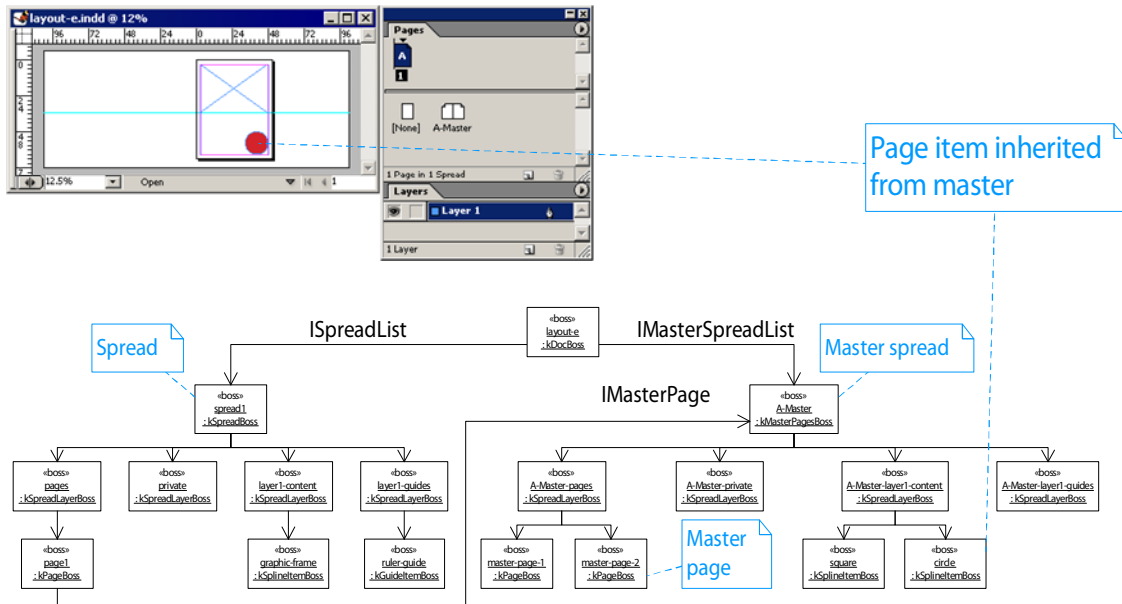 layout-e.indd @ 12%
96 72 48 24 0 24 48 72 96
0
24
48
7
12.5% Open 1
Pages
A
1
[None] A-Master
1 Page in 1 Spread
Layers
Layer 1
1 Layer
Page item inherited
from master
ISpreadList
IMasterSpreadList
«boss»
layout-e
: kDocBoss
Spread
Master spread
IMasterPage
«boss»
spread1
: kSpreadBoss
«boss»
A-Master
: kMasterPagesBoss
«boss»
pages
: kSpreadLayerBoss
«boss»
private
: kSpreadLayerBoss
«boss»
layer1-content
: kSpreadLayerBoss
«boss»
layer1-guides
: kSpreadLayerBoss
«boss»
A-Master-pages
: kSpreadLayerBoss
«boss»
A-Master-private
: kSpreadLayerBoss
«boss»
A-Master-layer1-content
: kSpreadLayerBoss
«boss»
A-Master-layer1-guides
: kSpreadLayerBoss
«boss»
page1
: kPageBoss
«boss»
graphic-frame
: kSplineItemBoss
«boss»
ruler-guide
: kGuideItemBoss
«boss»
master-page-1
: kPageBoss
«boss»
master-page-2
: kPageBoss
Master
page
«boss»
square
: kSplineItemBoss
«boss»
circle
: kSplineItemBoss